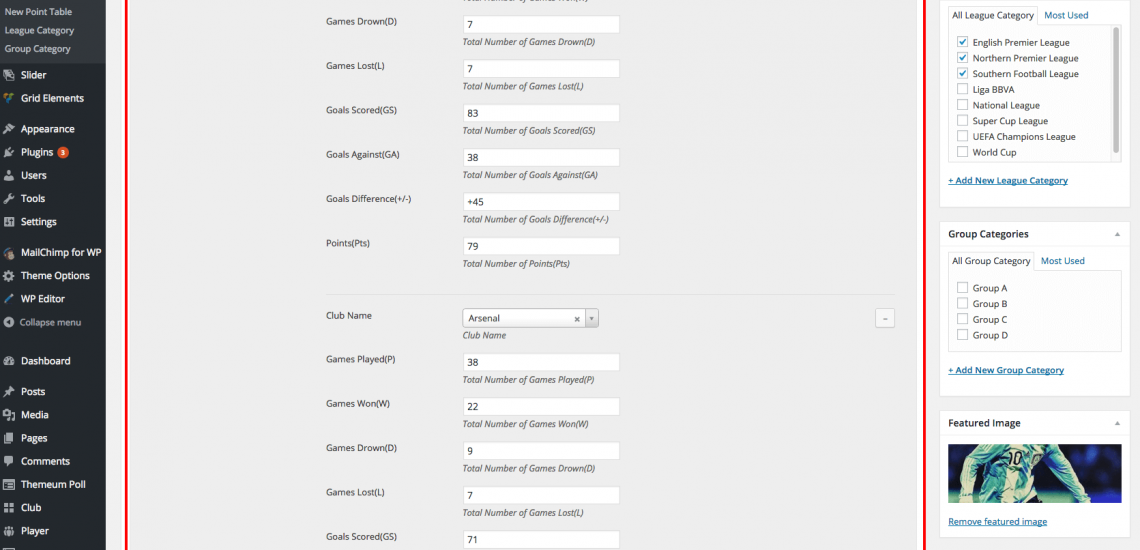 New Point Table
League Category
Group Category
Slider
Grid Elements
Appearance
Plugins 3
Users
Tools
Settings
MailChimp for WP
Theme Options
WP Editor
Collapse menu
Dashboard
Posts
Media
Pages
Comments
Themeum Poll
Club
Player
Games Drown(D)
7
Total Number of Games Drown(D)
Games Lost(L)
7
Total Number of Games Lost(L)
Goals Scored(GS)
83
Total Number of Goals Scored(GS)
Goals Against(GA)
38
Total Number of Goals Against(GA)
Goals Difference(+/-)
+45
Total Number of Goals Difference(+/-)
Points(Pts)
79
Total Number of Points(Pts)
Club Name
Arsenal
Club Name
Games Played(P)
38
Total Number of Games Played(P)
Games Won(W)
22
Total Number of Games Won(W)
Games Drown(D)
9
Total Number of Games Drown(D)
Games Lost(L)
7
Total Number of Games Lost(L)
Goals Scored(GS)
71
All League Category Most Used
English Premier League
Northern Premier League
Southern Football League
Liga BBVA
National League
Super Cup League
UEFA Champions League
World Cup
+ Add New League Category
Group Categories
All Group Category Most Used
Group A
Group B
Group C
Group D
+ Add New Group Category
Featured Image
10
Remove featured image